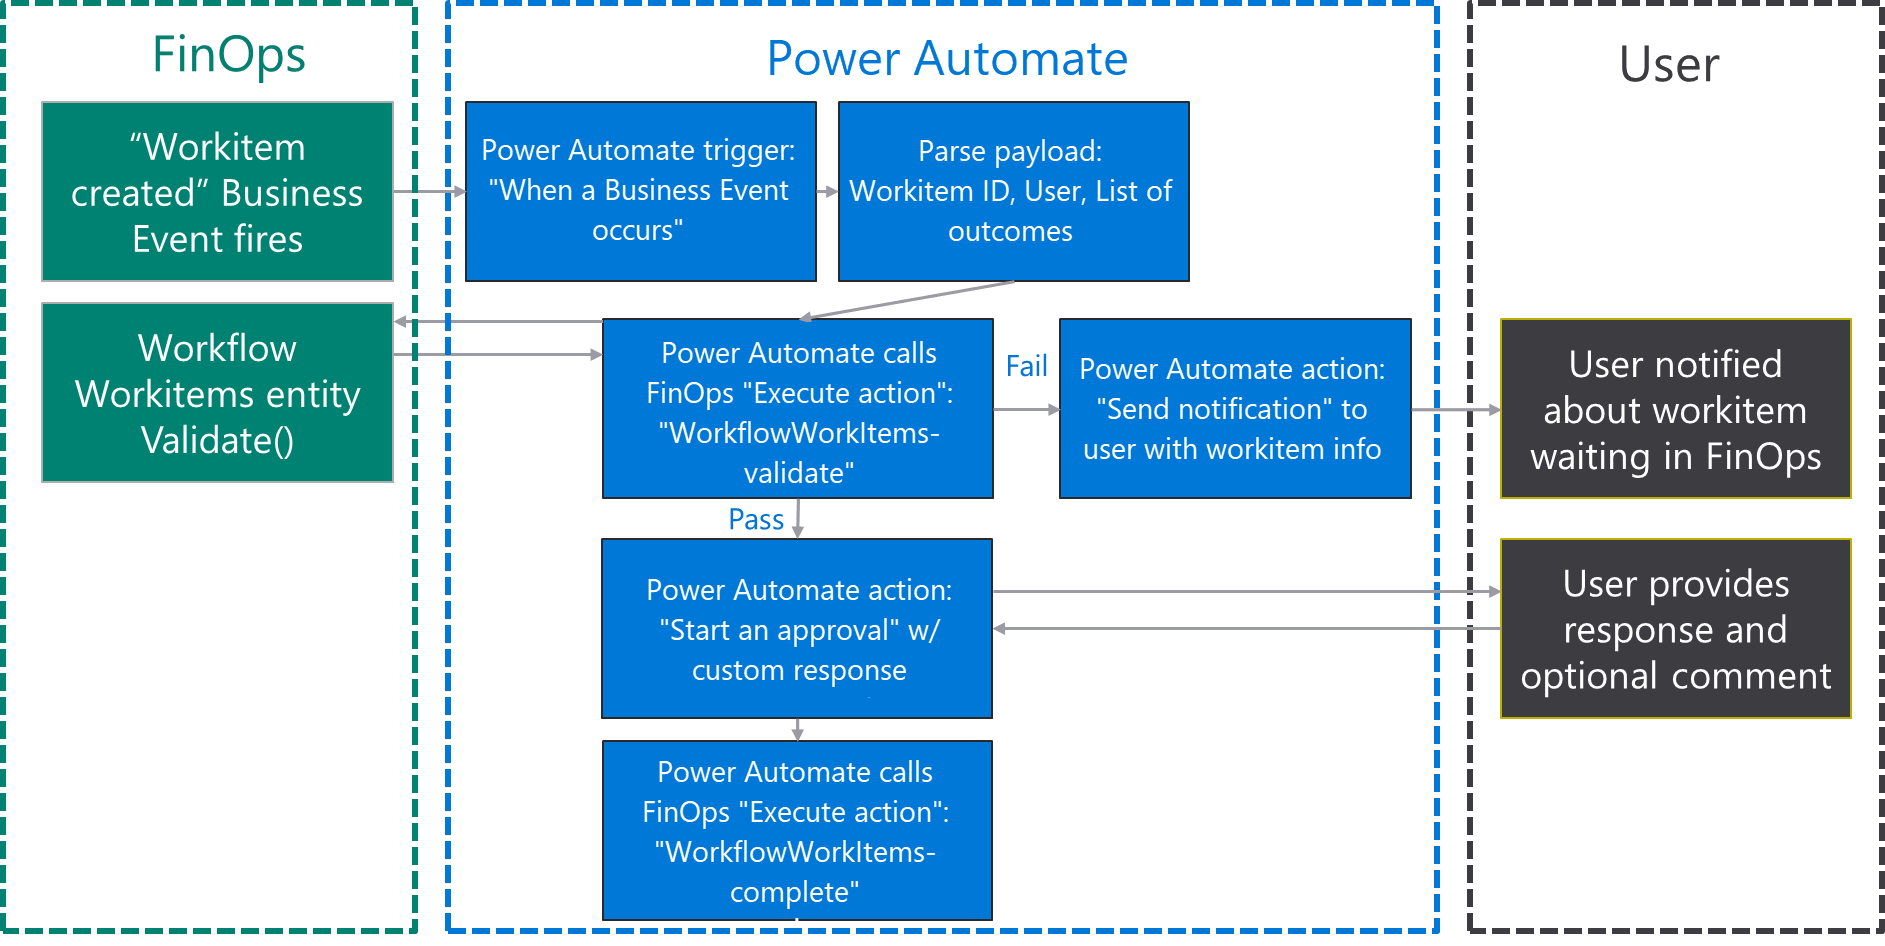 FinOps
Power Automate
User
“Workitem
created” Business
Event fires
Power Automate trigger:
"When a Business Event
occurs"
Parse payload:
Workitem ID, User, List of
outcomes
Workflow
Workitems entity
Validate()
Power Automate calls
FinOps "Execute action":
"WorkflowWorkItems-
validate"
Fail
Power Automate action:
"Send notification" to
user with workitem info
User notified
about workitem
waiting in FinOps
Pass
Power Automate action:
"Start an approval" w/
custom response
User provides
response and
optional comment
Power Automate calls
FinOps "Execute action":
"WorkflowWorkItems-
complete"